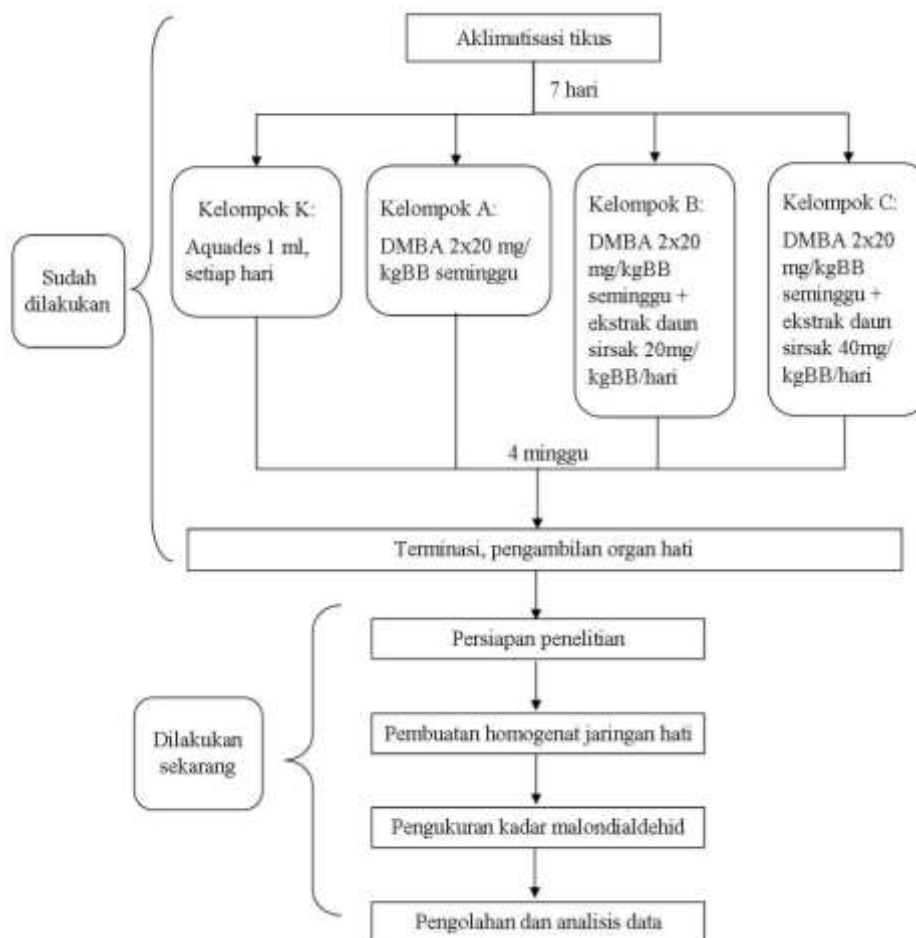 Aklimatisasi tikus
7 hari
Kelompok K:
Aquades 1 ml,
setiap hari
Kelompok A:
DMBA 2x20 mg/
kgBB seminggu
Kelompok B:
DMBA 2x20
mg/kgBB
seminggu +
ekstrak daun
sirsak 20mg/
kgBB/hari
Kelompok C:
DMBA 2x20
mg/kgBB
seminggu +
ekstrak daun
sirsak 40mg/
kgBB/hari
Sudah
dilakukan
4 minggu
Terminasi, pengambilan organ hati
Persiapan penelitian
Pembuatan homogenat jaringan hati
Dilakukan
sekarang
Pengukuran kadar malondialdehid
Pengolahan dan analisis data